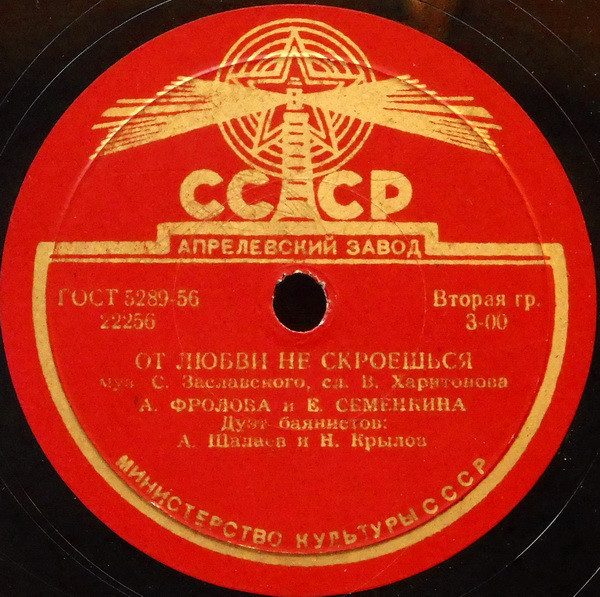 В
СССР
АПРЕЛЕВСКИЙ ЗАВОД
ГОСТ 5289-56
22256
Вторая гр.
3-00
ОТ ЛЮБВИ НЕ СКРОЕШЬСЯ
муз. С. Заславского, сл. В. Харитонова
А. ФРОЛОВА и Е. СЕМЕНКИНА
Дуэт баянистов:
А. Шалаев и Н. Крылов
МИНИСТЕРСТВО КУЛЬТУРЫ СССР